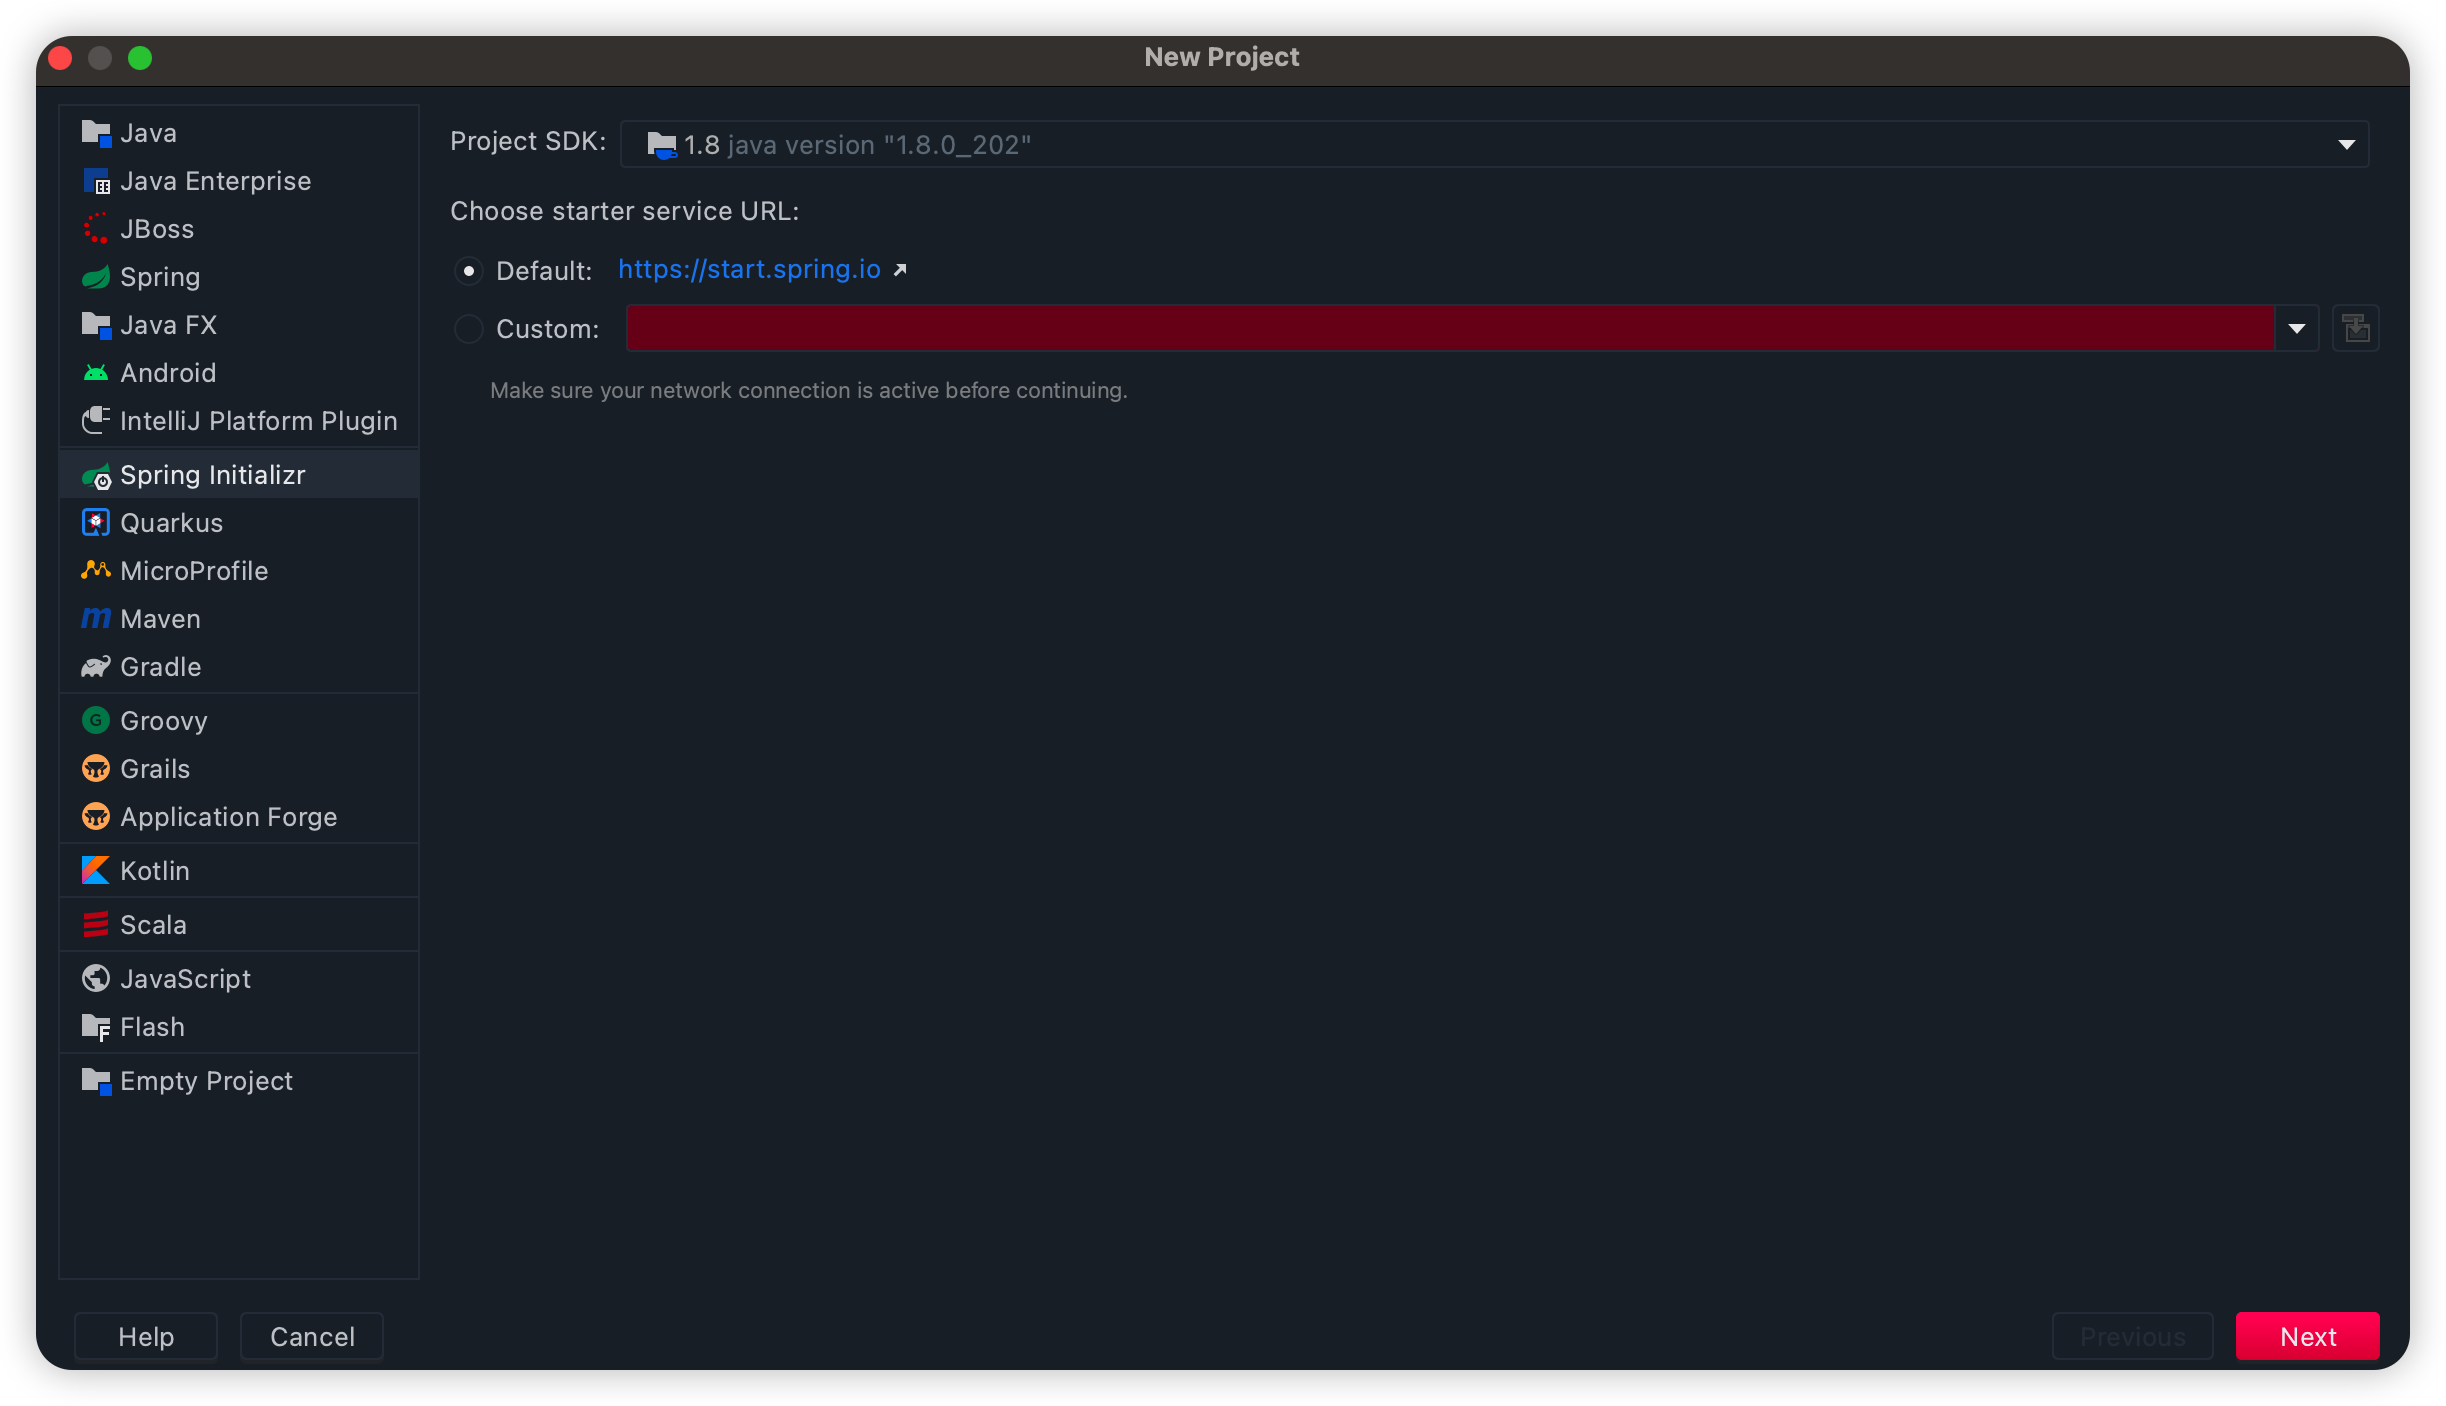 New Project
Java
Java Enterprise
JBoss
Spring
Java FX
Android
IntelliJ Platform Plugin
Spring Initializr
Quarkus
MicroProfile
Maven
Gradle
Groovy
Grails
Application Forge
Kotlin
Scala
JavaScript
Flash
Empty Project
Project SDK: 1.8 java version "1.8.0_202"
Choose starter service URL:
Default: https://start.spring.io
Custom:
Make sure your network connection is active before continuing.
Help Cancel Previous Next